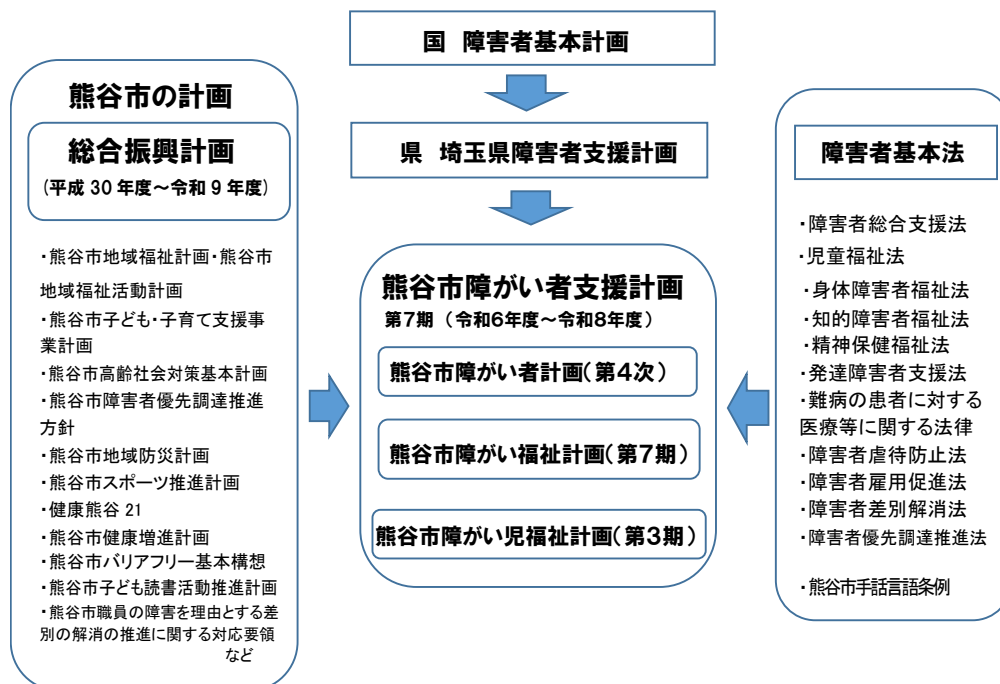 国 障害者基本計画
県 埼玉県障害者支援計画
熊谷市の計画
総合振興計画
(平成 30 年度～令和 9 年度)
・熊谷市地域福祉計画・熊谷市
地域福祉活動計画
・熊谷市子ども・子育て支援事
業計画
・熊谷市高齢社会対策基本計画
・熊谷市障害者優先調達推進
方針
・熊谷市地域防災計画
・熊谷市スポーツ推進計画
・健康熊谷 21
・熊谷市健康増進計画
・熊谷市バリアフリー基本構想
・熊谷市子ども読書活動推進計画
・熊谷市職員の障害を理由とする差
別の解消の推進に関する対応要領
など
熊谷市障がい者支援計画
第7期 (令和6年度～令和8年度)
熊谷市障がい者計画(第4次)
熊谷市障がい福祉計画(第7期)
熊谷市障がい児福祉計画(第3期)
障害者基本法
・障害者総合支援法
・児童福祉法
・身体障害者福祉法
・知的障害者福祉法
・精神保健福祉法
・発達障害者支援法
・難病の患者に対する
医療等に関する法律
・障害者虐待防止法
・障害者雇用促進法
・障害者差別解消法
・障害者優先調達推進法
・熊谷市手話言語条例